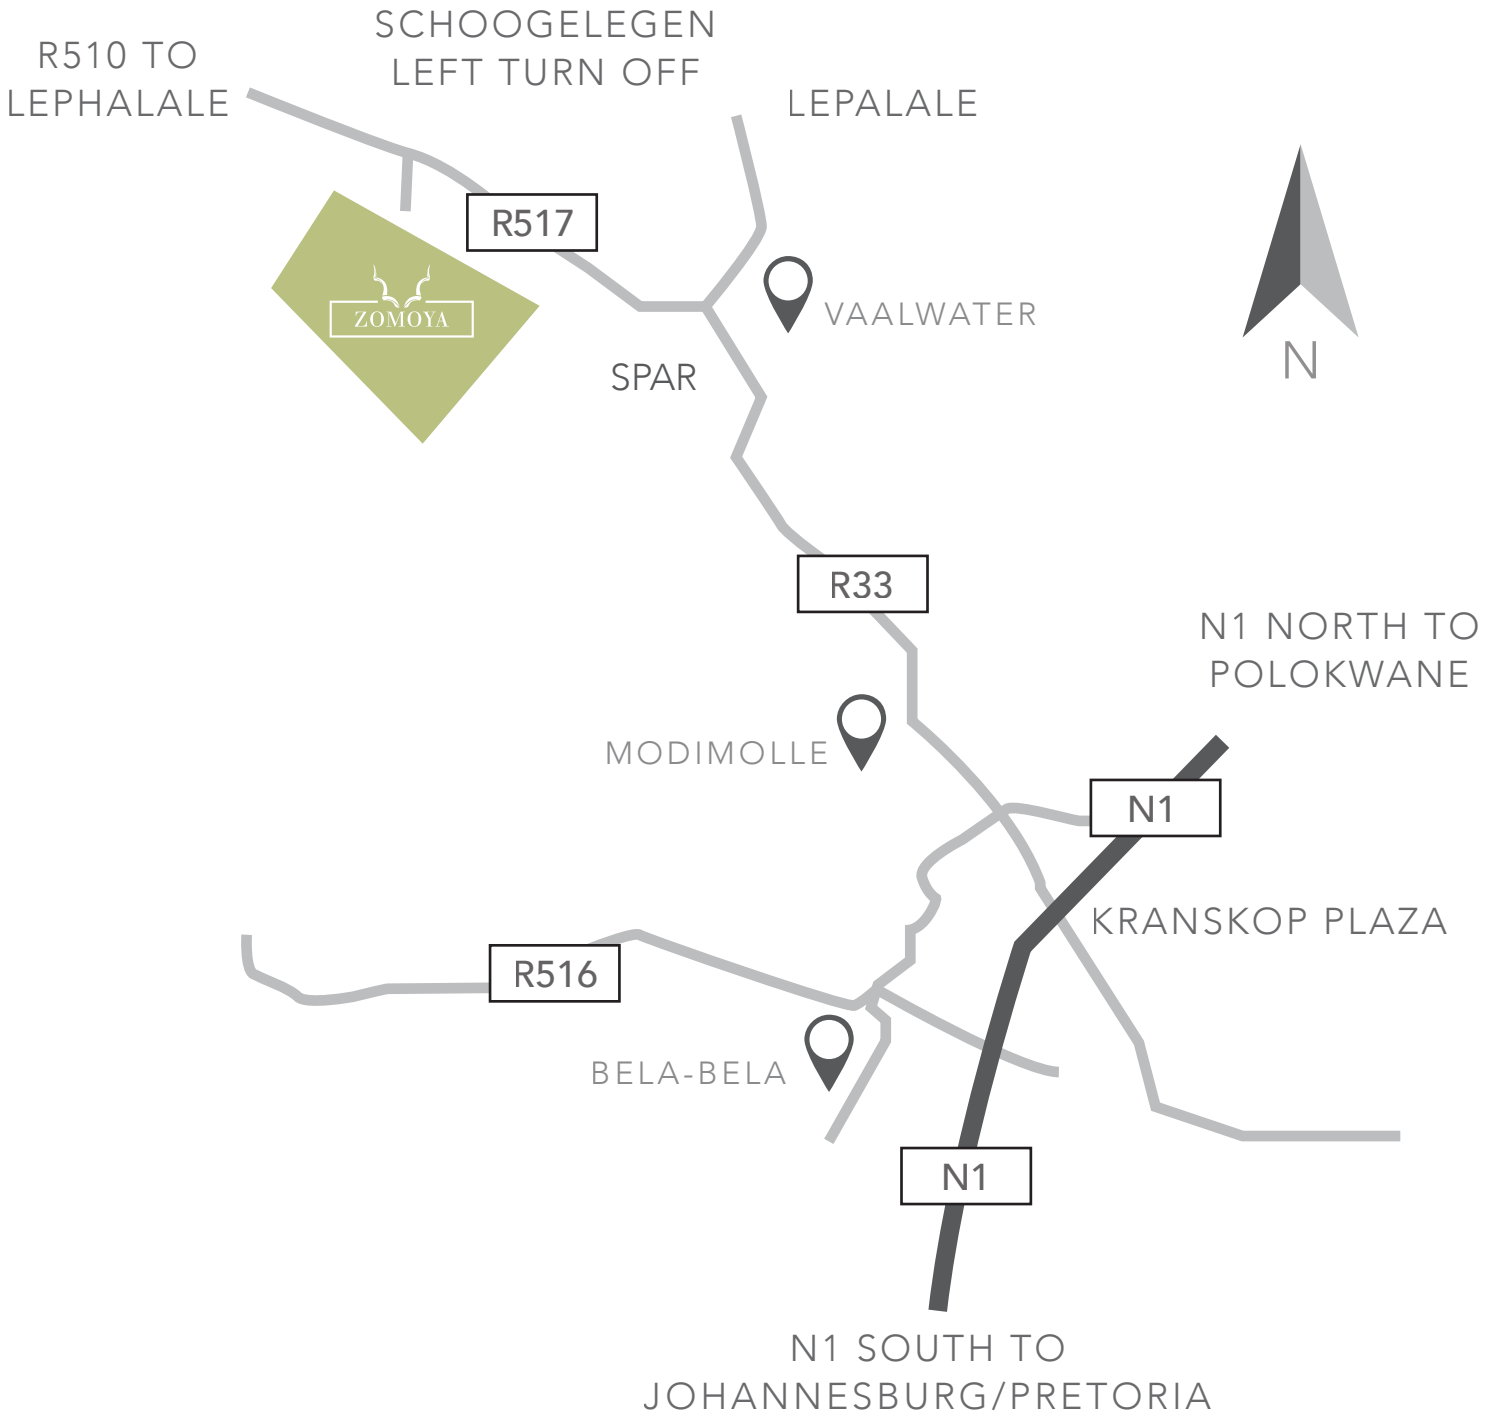 SCHOOGELEGEN
LEFT TURN OFF
R510 TO
LEPHALALE
LEPALALE
R517
ZOMOYA
VAALWATER
SPAR
N
R33
N1 NORTH TO
POLOKWANE
MODIMOLLE
N1
KRANSKOP PLAZA
R516
BELA-BELA
N1
N1 SOUTH TO
JOHANNESBURG/PRETORIA